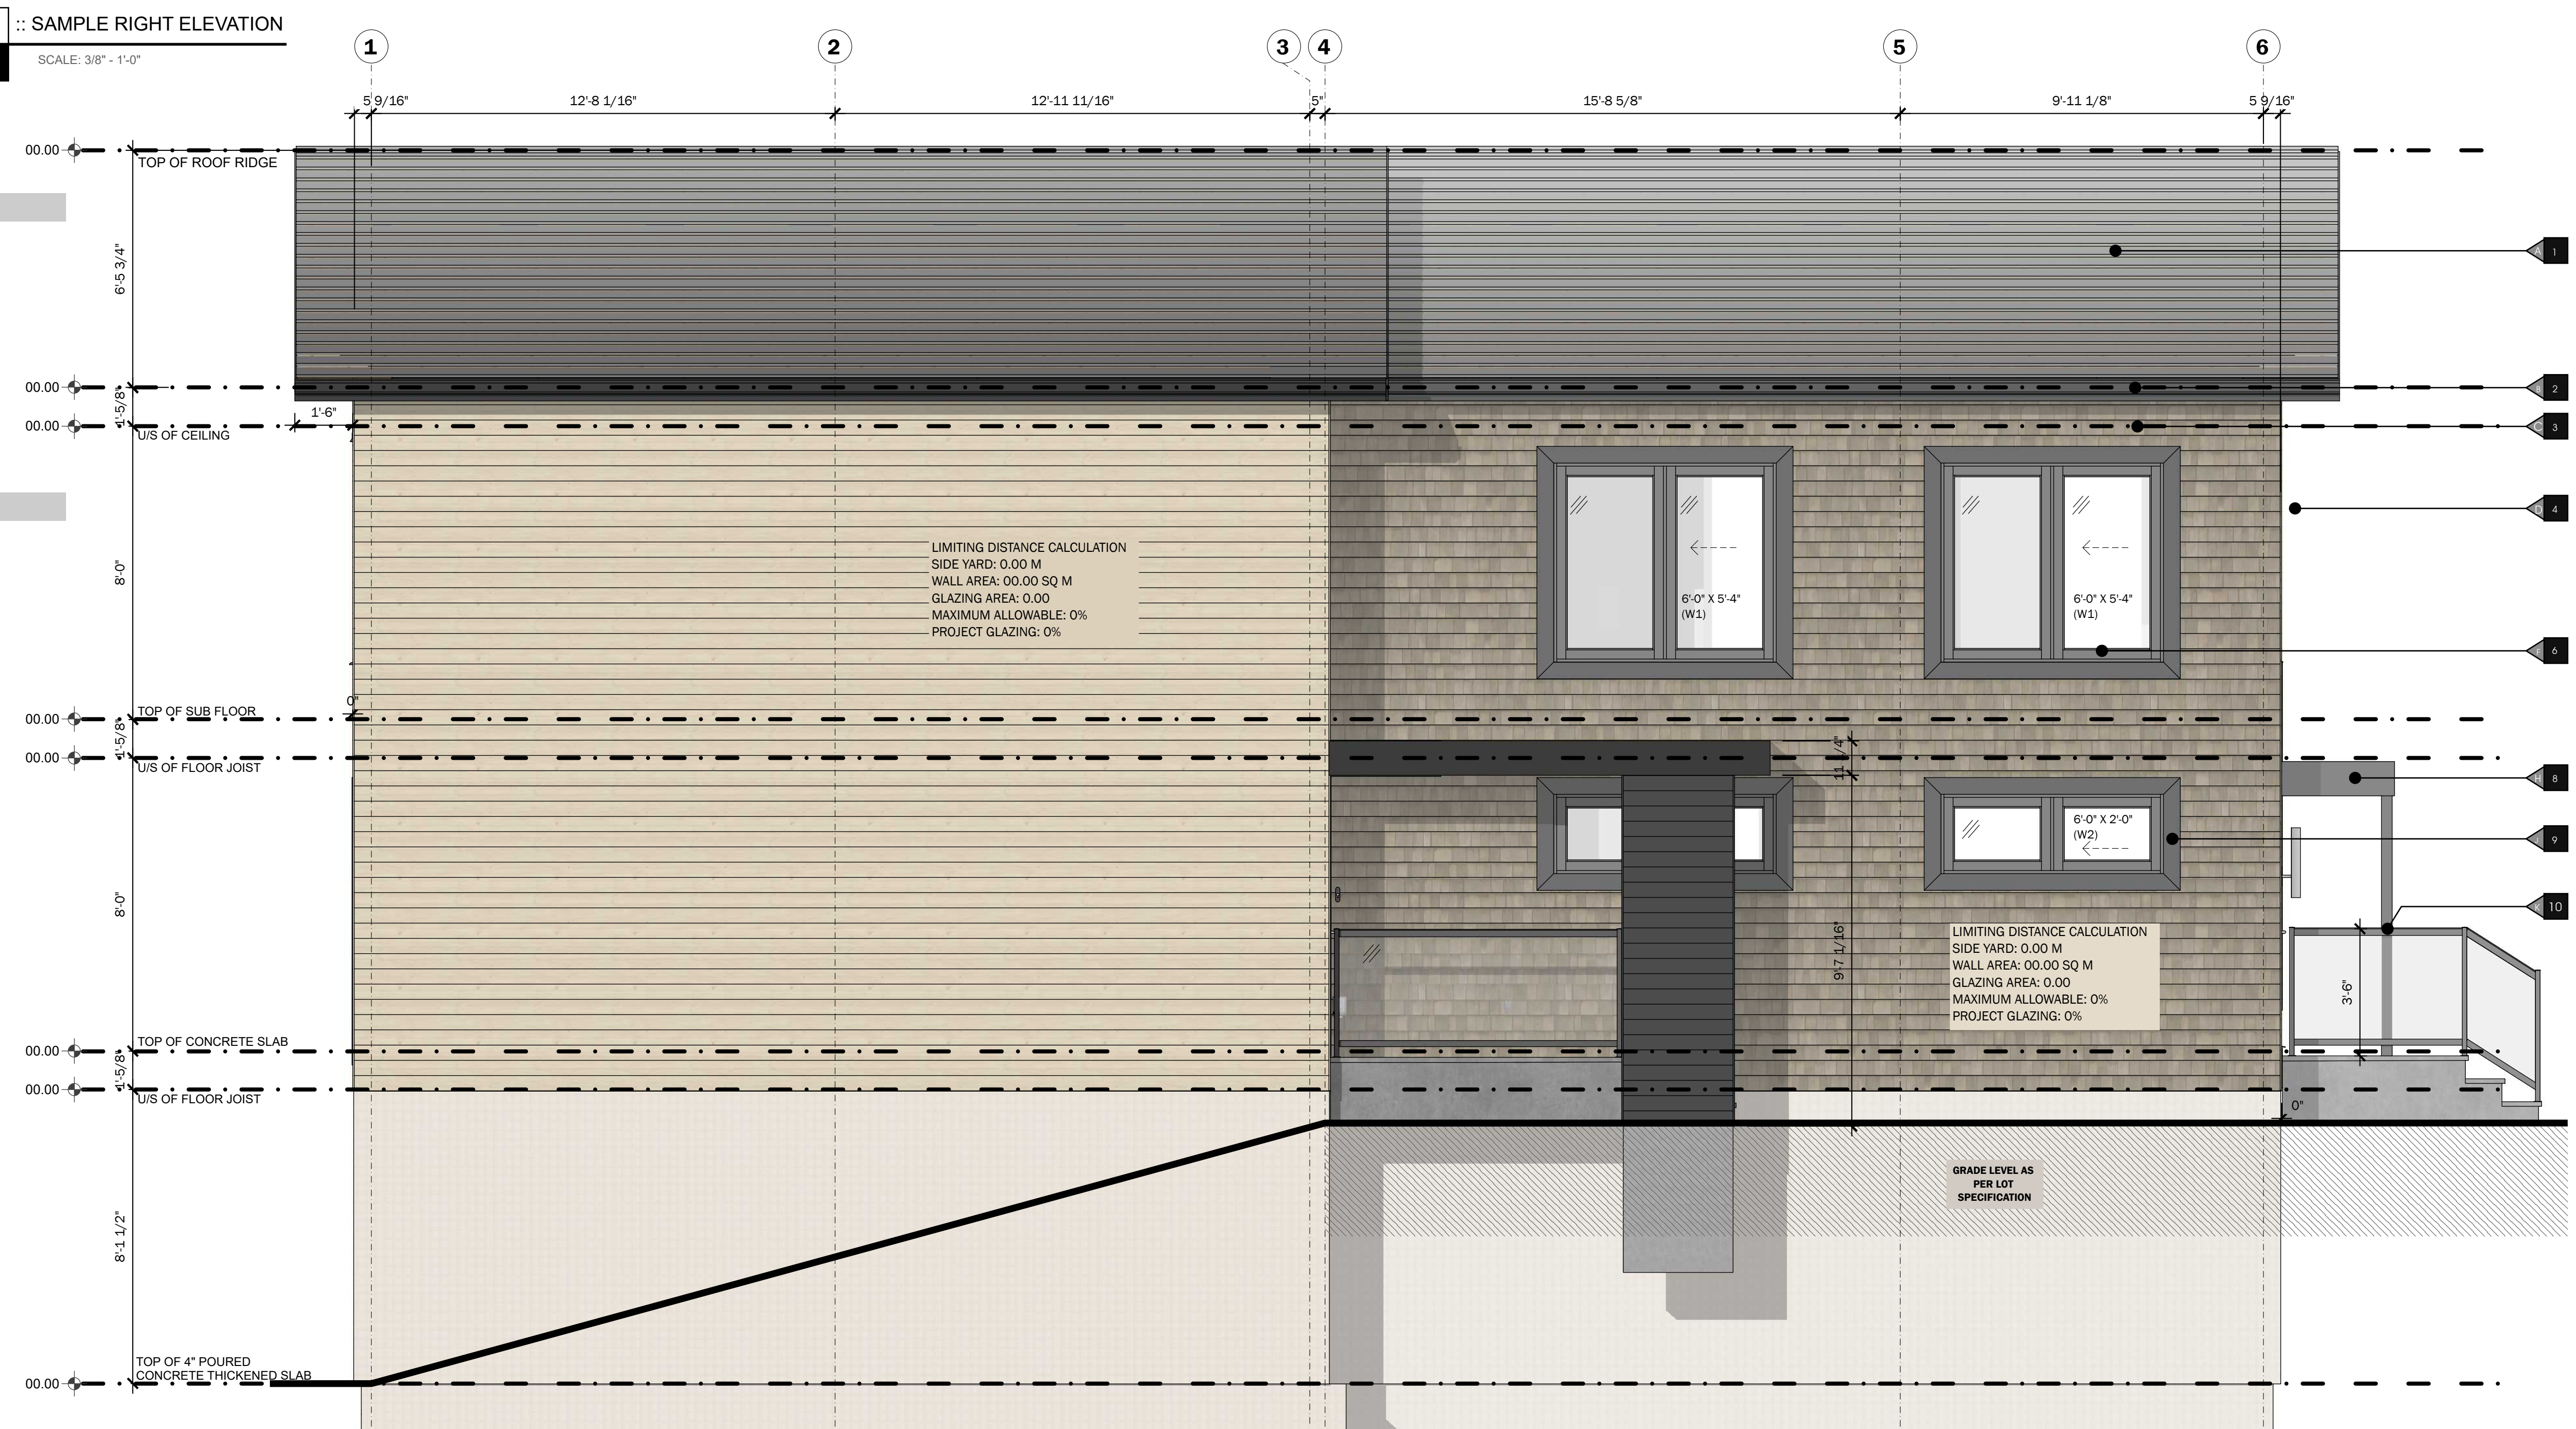 :: SAMPLE RIGHT ELEVATION
SCALE: 3/8" - 1'-0"
1
2
3
4
5
6
5 9/16"
12'-8 1/16"
12'-11 11/16"
5"
15'-8 5/8"
9'-11 1/8"
5 9/16"
00.00
TOP OF ROOF RIDGE
6'-5 3/4"
A 1
00.00
B 2
1'-5/8"
1'-6"
00.00
U/S OF CEILING
C 3
D 4
8'-0"
LIMITING DISTANCE CALCULATION
SIDE YARD: 0.00 M
WALL AREA: 00.00 SQ M
GLAZING AREA: 0.00
MAXIMUM ALLOWABLE: 0%
PROJECT GLAZING: 0%
6'-0" X 5'-4"
(W1)
6'-0" X 5'-4"
(W1)
F 6
0"
00.00
TOP OF SUB FLOOR
1'-5/8"
00.00
U/S OF FLOOR JOIST
11 1/4"
H 8
6'-0" X 2'-0"
(W2)
9
8'-0"
K 10
9'-7 1/16"
LIMITING DISTANCE CALCULATION
SIDE YARD: 0.00 M
WALL AREA: 00.00 SQ M
GLAZING AREA: 0.00
MAXIMUM ALLOWABLE: 0%
PROJECT GLAZING: 0%
3'-6"
00.00
TOP OF CONCRETE SLAB
1'-5/8"
00.00
U/S OF FLOOR JOIST
0"
GRADE LEVEL AS
PER LOT
SPECIFICATION
8'-1 1/2"
TOP OF 4" POURED
CONCRETE THICKENED SLAB
00.00